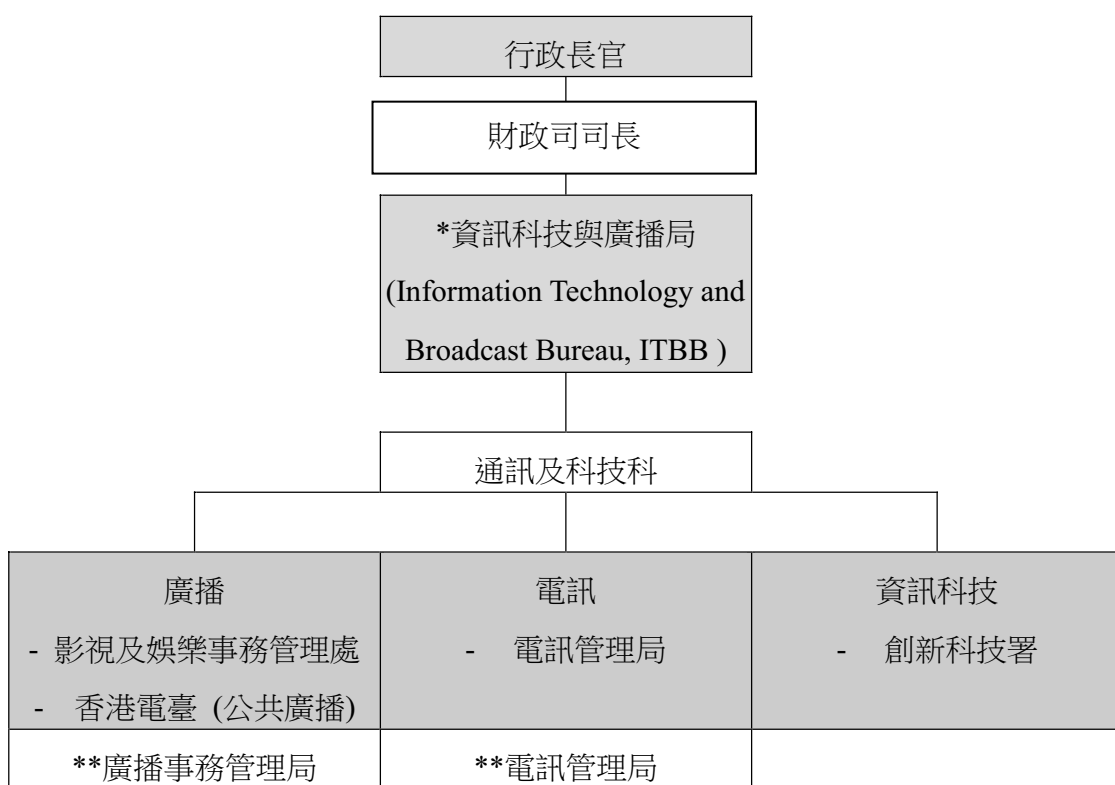 行政長官
財政司司長
*資訊科技與廣播局
(Information Technology and
Broadcast Bureau, ITBB )
通訊及科技科
廣播
- 影視及娛樂事務管理處
- 香港電臺 (公共廣播)
電訊
- 電訊管理局
資訊科技
- 創新科技署
**廣播事務管理局
**電訊管理局